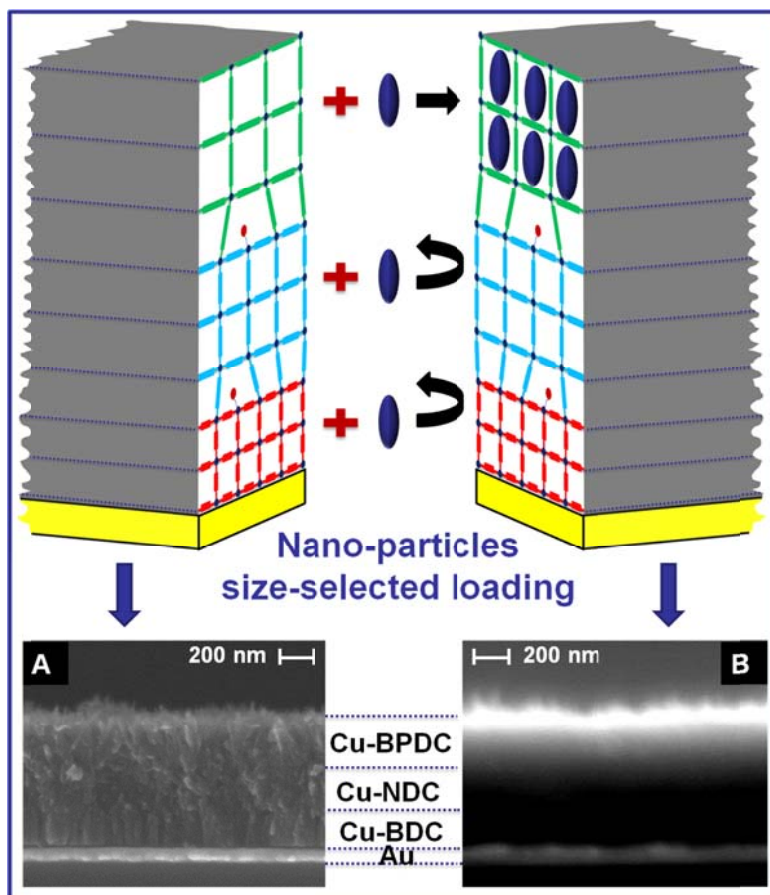 Nano-particles
size-selected loading
A
200 nm
200 nm
B
Cu-BPDC
Cu-NDC
Cu-BDC
Au